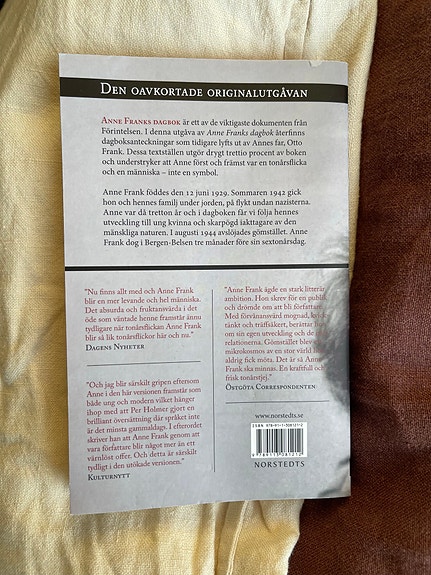 DEN OAVKORTADE ORIGINALUTGÅVAN
ANNE FRANKS DAGBOK är ett av de viktigaste dokumenten från
Förintelsen. I denna utgåva av Anne Franks dagbok återfinns
dagboksanteckningar som tidigare lyfts ut av Annes far, Otto
Frank. Dessa textställen utgör drygt trettio procent av boken
och understryker att Anne först och främst var en tonårsflicka
och en människa – inte en symbol.
Anne Frank föddes den 12 juni 1929. Sommaren 1942 gick
hon och hennes familj under jorden, på flykt undan nazisterna.
Anne var då tretton år och i dagboken får vi följa hennes
utveckling till ung kvinna och skarpögd iakttagare av den
mänskliga naturen. I augusti 1944 avslöjades gömstället. Anne
Frank dog i Bergen-Belsen tre månader före sin sextonårsdag.
"Nu finns allt med och Anne Frank
blir en mer levande och hel människa.
Det absurda och fruktansvärda i det
öde som väntade henne framstår ännu
tydligare när tonårsflickan Anne Frank
blir så lik tonårsflickor här och nu."
DAGENS NYHETER
"Och jag blir särskilt gripen eftersom
Anne i den här versionen framstår som
både ung och modern vilket hänger
ihop med att Per Holmer gjort en
briljant översättning där språket inte
är det minsta gammaldags. I efterordet
skriver han att Anne Frank genom att
vara författare blir något mer än ett
värnlöst offer. Och detta är särskilt
tydligt i den utökade versionen."
KULTURNYTT
"Anne Frank ägde en stark litterär
ambition. Hon skrev för en publik
och drömde om att bli författare.
Med förvånansvärd mognad, kvick-
tänkt och träffsäkert, berättar
om sin egen utveckling och de
relationerna. Gömstället blev
mikrokosmos av en stor värld
aldrig fick möta. Det är så Anne
Frank ska minnas. En kraftfull och
frisk tonårstjej."
ÖSTGÖTA CORRESPONDENTEN
www.norstedts.se
ISBN 978-91-1-308121-2
9789113081212
NORSTEDTS